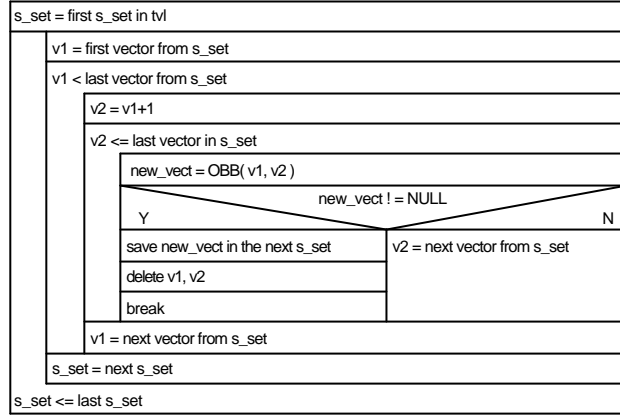 s_set = first s_set in tvl
v1 = first vector from s_set
v1 < last vector from s_set
v2 = v1+1
v2 <= last vector in s_set
new_vect = OBB( v1, v2 )
new_vect ! = NULL
Y
N
save new_vect in the next s_set
v2 = next vector from s_set
delete v1, v2
break
v1 = next vector from s_set
s_set = next s_set
s_set <= last s_set